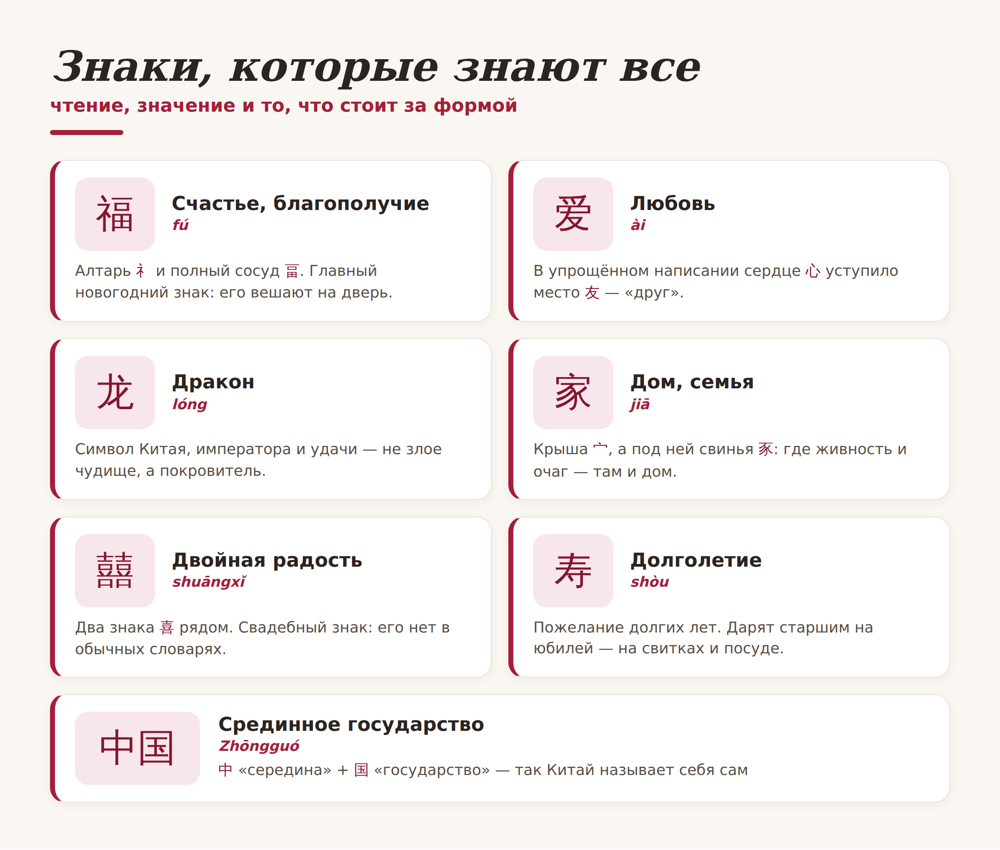 Знаки, которые знают все
чтение, значение и то, что стоит за формой
福
Счастье, благополучие
fú
Алтарь 礻 и полный сосуд 畐. Главный
новогодний знак: его вешают на дверь.
爱
Любовь
ài
В упрощённом написании сердце 心 уступило
место 友 — «друг».
龙
Дракон
lóng
Символ Китая, императора и удачи — не злое
чудище, а покровитель.
家
Дом, семья
jiā
Крыша 宀, а под ней свинья 豕: где живность и
очаг — там и дом.
囍
Двойная радость
shuāngxǐ
Два знака 喜 рядом. Свадебный знак: его нет в
обычных словарях.
寿
Долголетие
shòu
Пожелание долгих лет. Дарят старшим на
юбилей — на свитках и посуде.
中国
Срединное государство
Zhōngguó
中 «середина» + 国 «государство» — так Китай называет себя сам